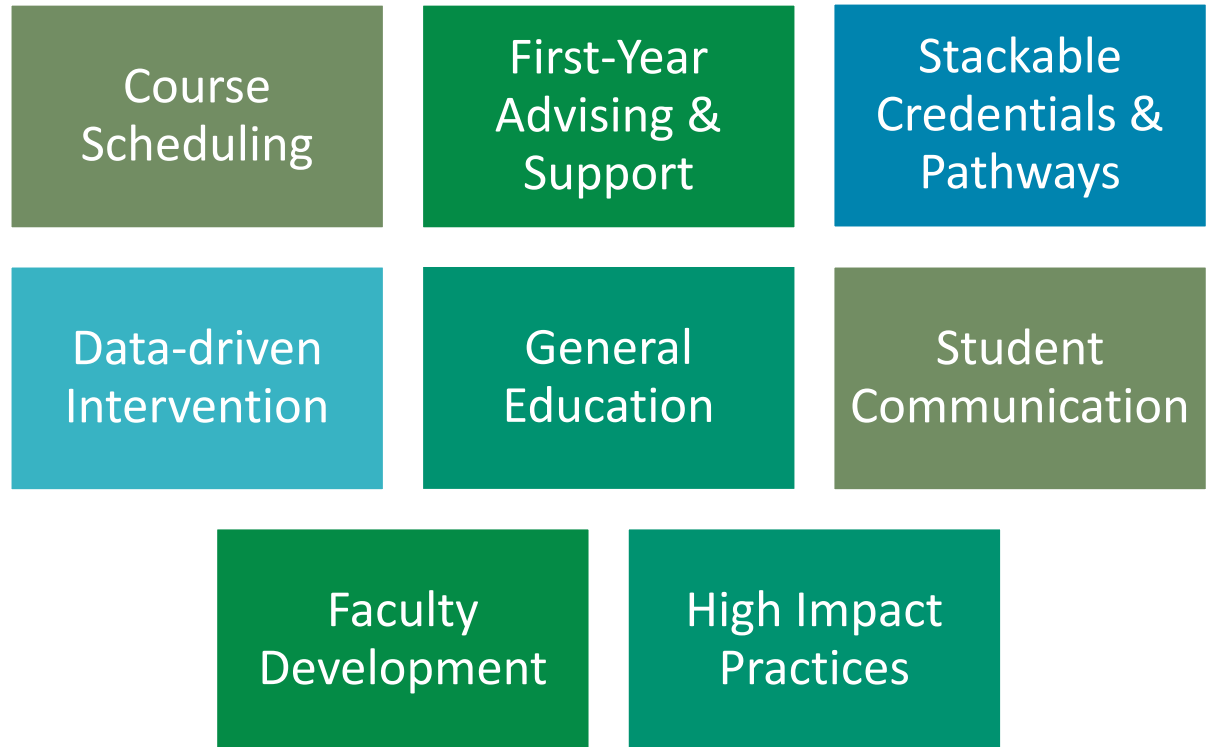 Course
Scheduling
First-Year
Advising &
Support
Stackable
Credentials &
Pathways
Data-driven
Intervention
General
Education
Student
Communication
Faculty
Development
High Impact
Practices